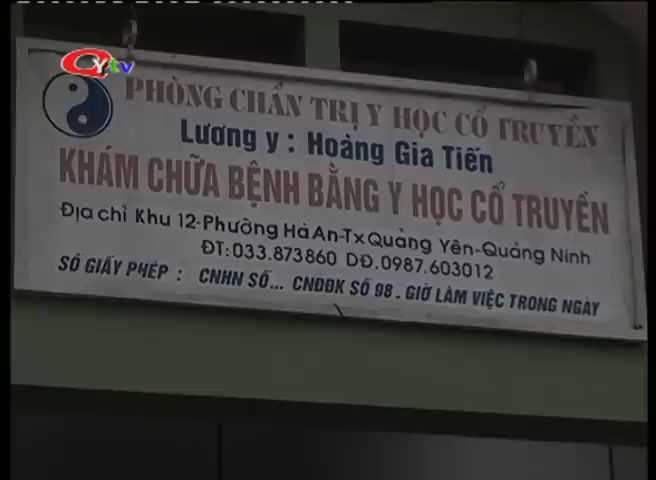 QYtv
PHÒNG CHẨN TRỊ Y HỌC CỔ TRUYỀN
Lương y : Hoàng Gia Tiến
KHÁM CHỮA BỆNH BẰNG Y HỌC CỔ TRUYỀN
Địa chỉ Khu 12-Phường Hà An-Tx Quảng Yên-Quảng Ninh
ĐT:033.873860 DĐ.0987.603012
SỐ GIẤY PHÉP : CNHN SỐ... CNĐĐK SỐ 98 . GIỜ LÀM VIỆC TRONG NGÀY